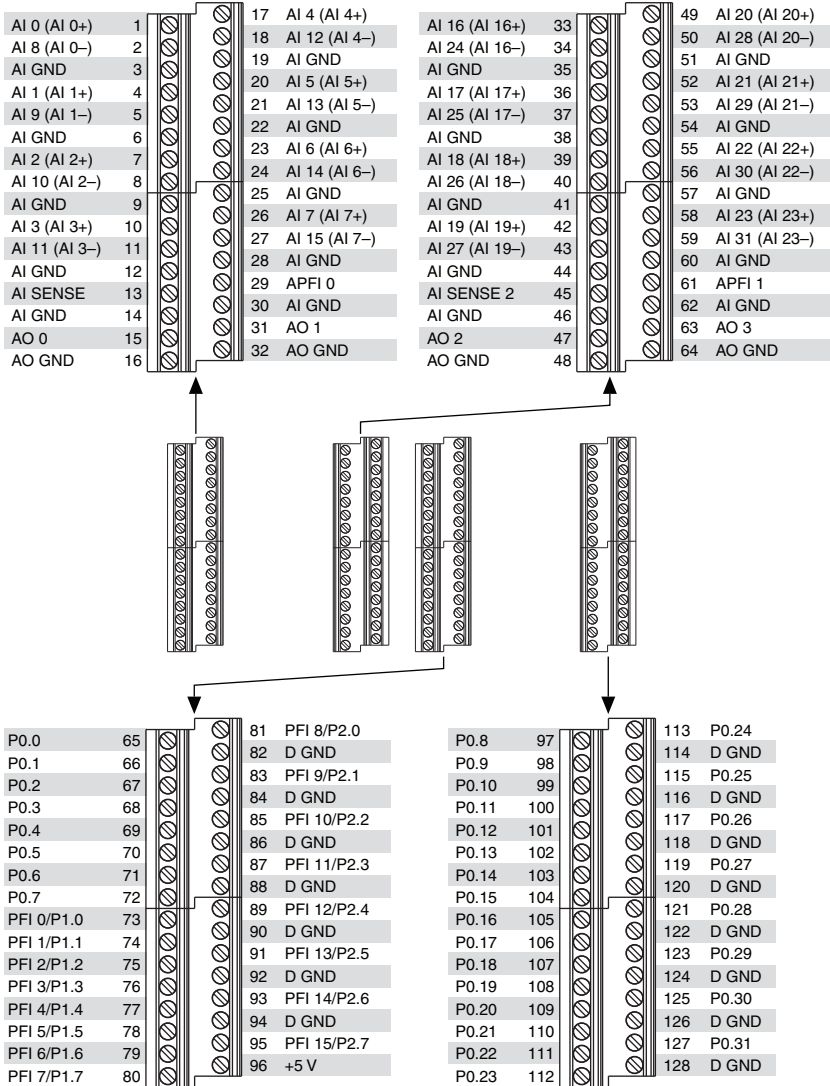 AI 0 (AI 0+) 1
AI 8 (AI 0–) 2
AI GND 3
AI 1 (AI 1+) 4
AI 9 (AI 1–) 5
AI GND 6
AI 2 (AI 2+) 7
AI 10 (AI 2–) 8
AI GND 9
AI 3 (AI 3+) 10
AI 11 (AI 3–) 11
AI GND 12
AI SENSE 13
AI GND 14
AO 0 15
AO GND 16
17 AI 4 (AI 4+)
18 AI 12 (AI 4–)
19 AI GND
20 AI 5 (AI 5+)
21 AI 13 (AI 5–)
22 AI GND
23 AI 6 (AI 6+)
24 AI 14 (AI 6–)
25 AI GND
26 AI 7 (AI 7+)
27 AI 15 (AI 7–)
28 AI GND
29 APFI 0
30 AI GND
31 AO 1
32 AO GND
AI 16 (AI 16+) 33
AI 24 (AI 16–) 34
AI GND 35
AI 17 (AI 17+) 36
AI 25 (AI 17–) 37
AI GND 38
AI 18 (AI 18+) 39
AI 26 (AI 18–) 40
AI GND 41
AI 19 (AI 19+) 42
AI 27 (AI 19–) 43
AI GND 44
AI SENSE 2 45
AI GND 46
AO 2 47
AO GND 48
49 AI 20 (AI 20+)
50 AI 28 (AI 20–)
51 AI GND
52 AI 21 (AI 21+)
53 AI 29 (AI 21–)
54 AI GND
55 AI 22 (AI 22+)
56 AI 30 (AI 22–)
57 AI GND
58 AI 23 (AI 23+)
59 AI 31 (AI 23–)
60 AI GND
61 APFI 1
62 AI GND
63 AO 3
64 AO GND
P0.0 65
P0.1 66
P0.2 67
P0.3 68
P0.4 69
P0.5 70
P0.6 71
P0.7 72
PFI 0/P1.0 73
PFI 1/P1.1 74
PFI 2/P1.2 75
PFI 3/P1.3 76
PFI 4/P1.4 77
PFI 5/P1.5 78
PFI 6/P1.6 79
PFI 7/P1.7 80
81 PFI 8/P2.0
82 D GND
83 PFI 9/P2.1
84 D GND
85 PFI 10/P2.2
86 D GND
87 PFI 11/P2.3
88 D GND
89 PFI 12/P2.4
90 D GND
91 PFI 13/P2.5
92 D GND
93 PFI 14/P2.6
94 D GND
95 PFI 15/P2.7
96 +5 V
P0.8 97
P0.9 98
P0.10 99
P0.11 100
P0.12 101
P0.13 102
P0.14 103
P0.15 104
P0.16 105
P0.17 106
P0.18 107
P0.19 108
P0.20 109
P0.21 110
P0.22 111
P0.23 112
113 P0.24
114 D GND
115 P0.25
116 D GND
117 P0.26
118 D GND
119 P0.27
120 D GND
121 P0.28
122 D GND
123 P0.29
124 D GND
125 P0.30
126 D GND
127 P0.31
128 D GND